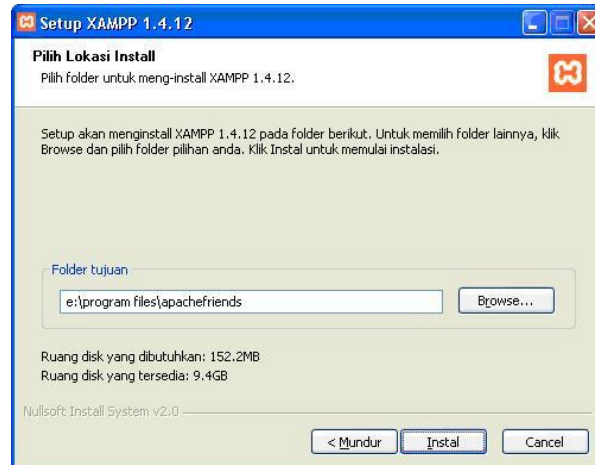 Setup XAMPP 1.4.12
Pilih Lokasi Install
Pilih folder untuk meng-install XAMPP 1.4.12.
Setup akan menginstall XAMPP 1.4.12 pada folder berikut. Untuk memilih folder lainnya, klik
Browse dan pilih folder pilihan anda. Klik Instal untuk memulai instalasi.
Folder tujuan
e:\program files\apachefriends
Browse...
Ruang disk yang dibutuhkan: 152.2MB
Ruang disk yang tersedia: 9.4GB
Nullsoft Install System v2.0
< Mundur
Instal
Cancel